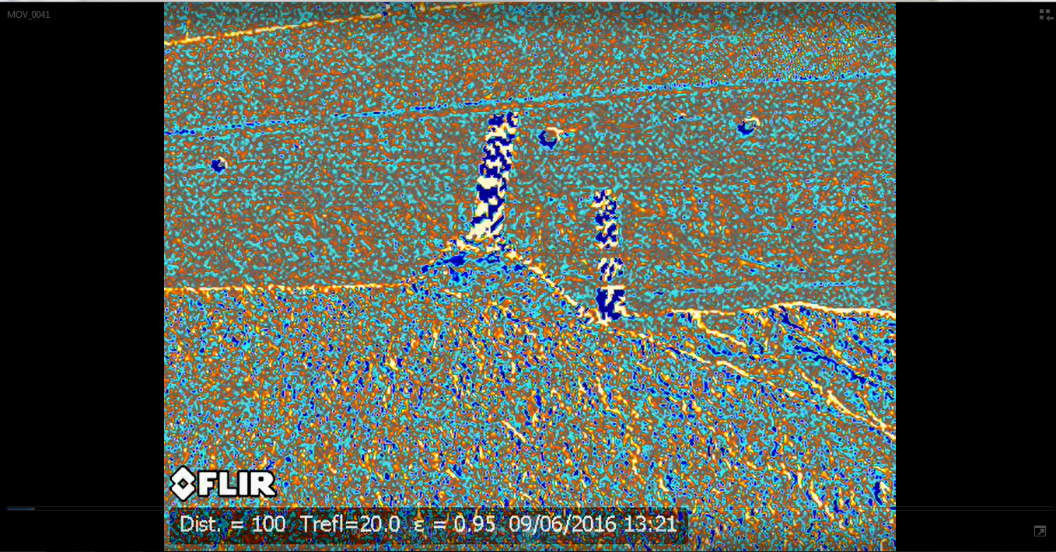 MOV_0041
FLIR
Dist. = 100 Trefl=20.0 ε = 0.95 09/06/2016 13:21